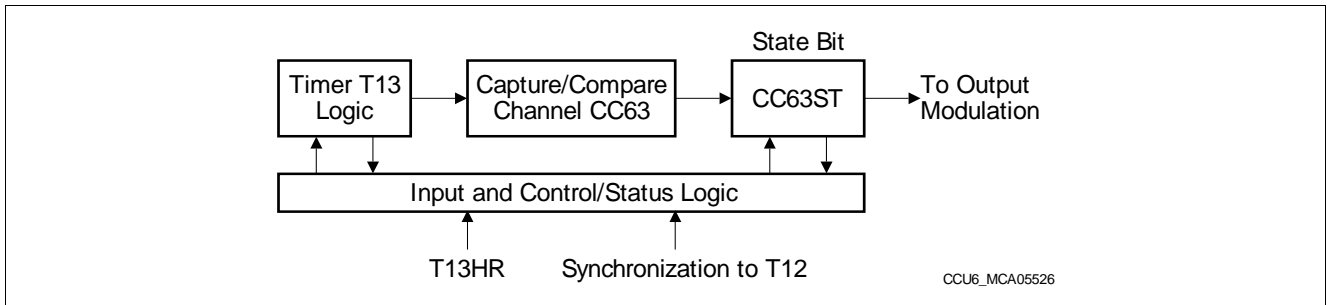 State Bit
Timer T13
Logic
Capture/Compare
Channel CC63
CC63ST
To Output
Modulation
Input and Control/Status Logic
T13HR
Synchronization to T12
CCU6_MCA05526